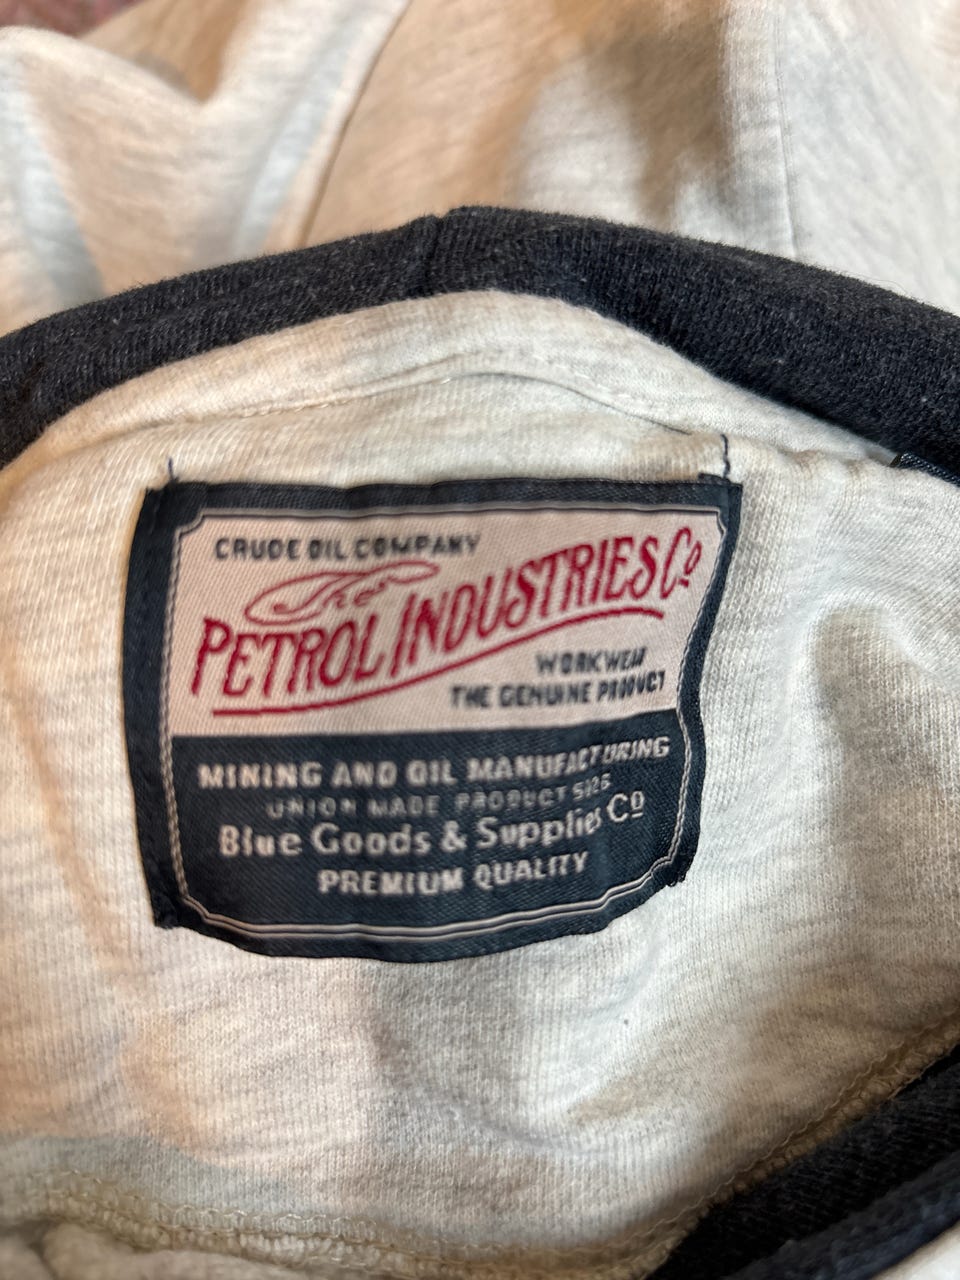 CRUDE OIL COMPANY
The
PETROL INDUSTRIES Co
WORKWEAR
THE GENUINE PRODUCT
MINING AND OIL MANUFACTURING
UNION MADE PRODUCT
Blue Goods & Supplies Co
PREMIUM QUALITY